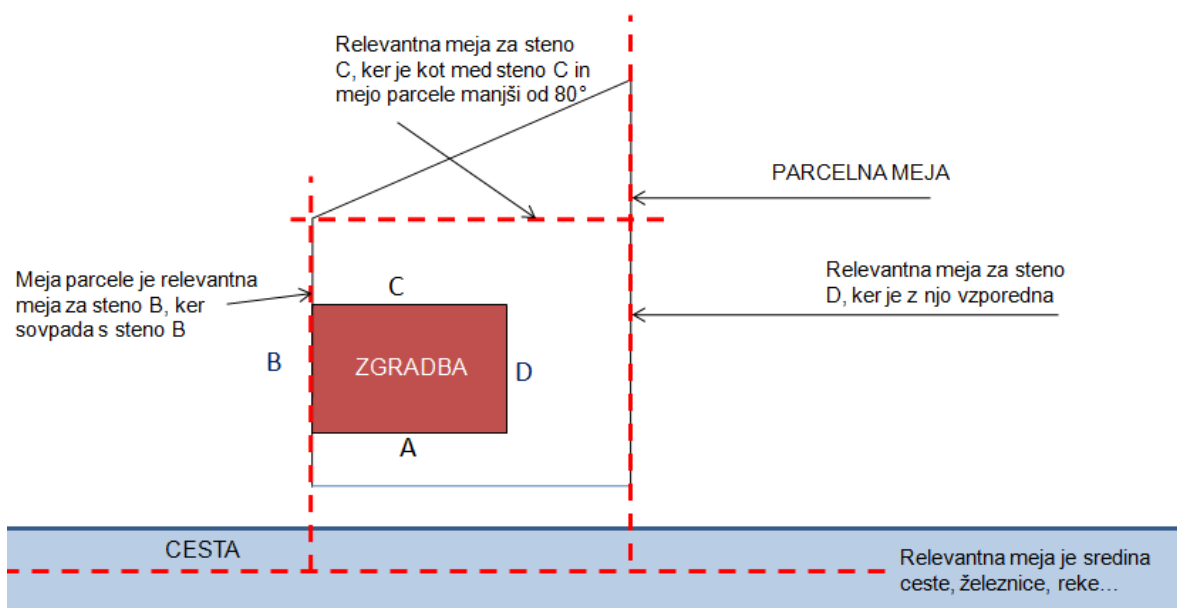 Relevantna meja za steno
C, ker je kot med steno C in
mejo parcele manjši od 80°
PARCELNA MEJA
Meja parcele je relevantna
meja za steno B, ker
sovpada s steno B
Relevantna meja za steno
D, ker je z njo vzporedna
C
B
ZGRADBA
D
A
CESTA
Relevantna meja je sredina
ceste, železnice, reke...